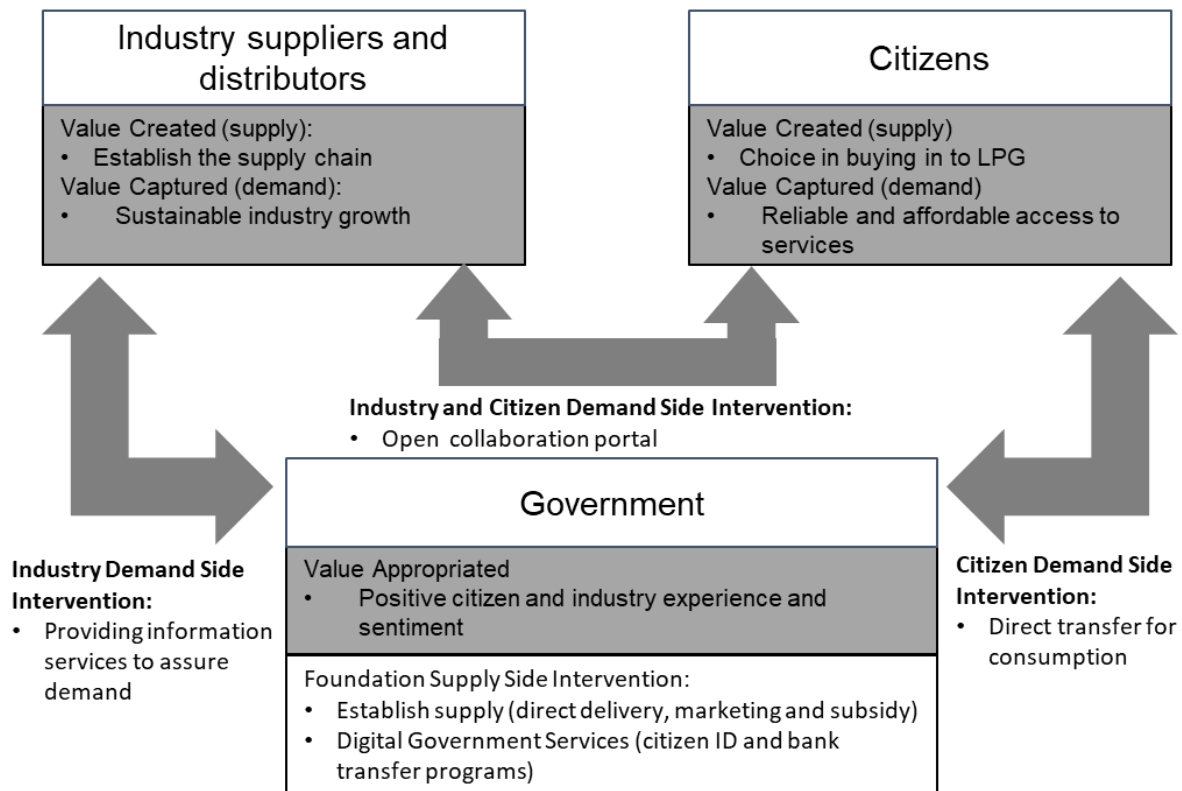 Industry suppliers and
distributors
Value Created (supply):
• Establish the supply chain
Value Captured (demand):
• Sustainable industry growth
Citizens
Value Created (supply)
• Choice in buying in to LPG
Value Captured (demand)
• Reliable and affordable access to
services
Industry and Citizen Demand Side Intervention:
• Open collaboration portal
Industry Demand Side
Intervention:
• Providing information
services to assure
demand
Government
Value Appropriated
• Positive citizen and industry experience and
sentiment
Foundation Supply Side Intervention:
• Establish supply (direct delivery, marketing and subsidy)
• Digital Government Services (citizen ID and bank
transfer programs)
Citizen Demand Side
Intervention:
• Direct transfer for
consumption